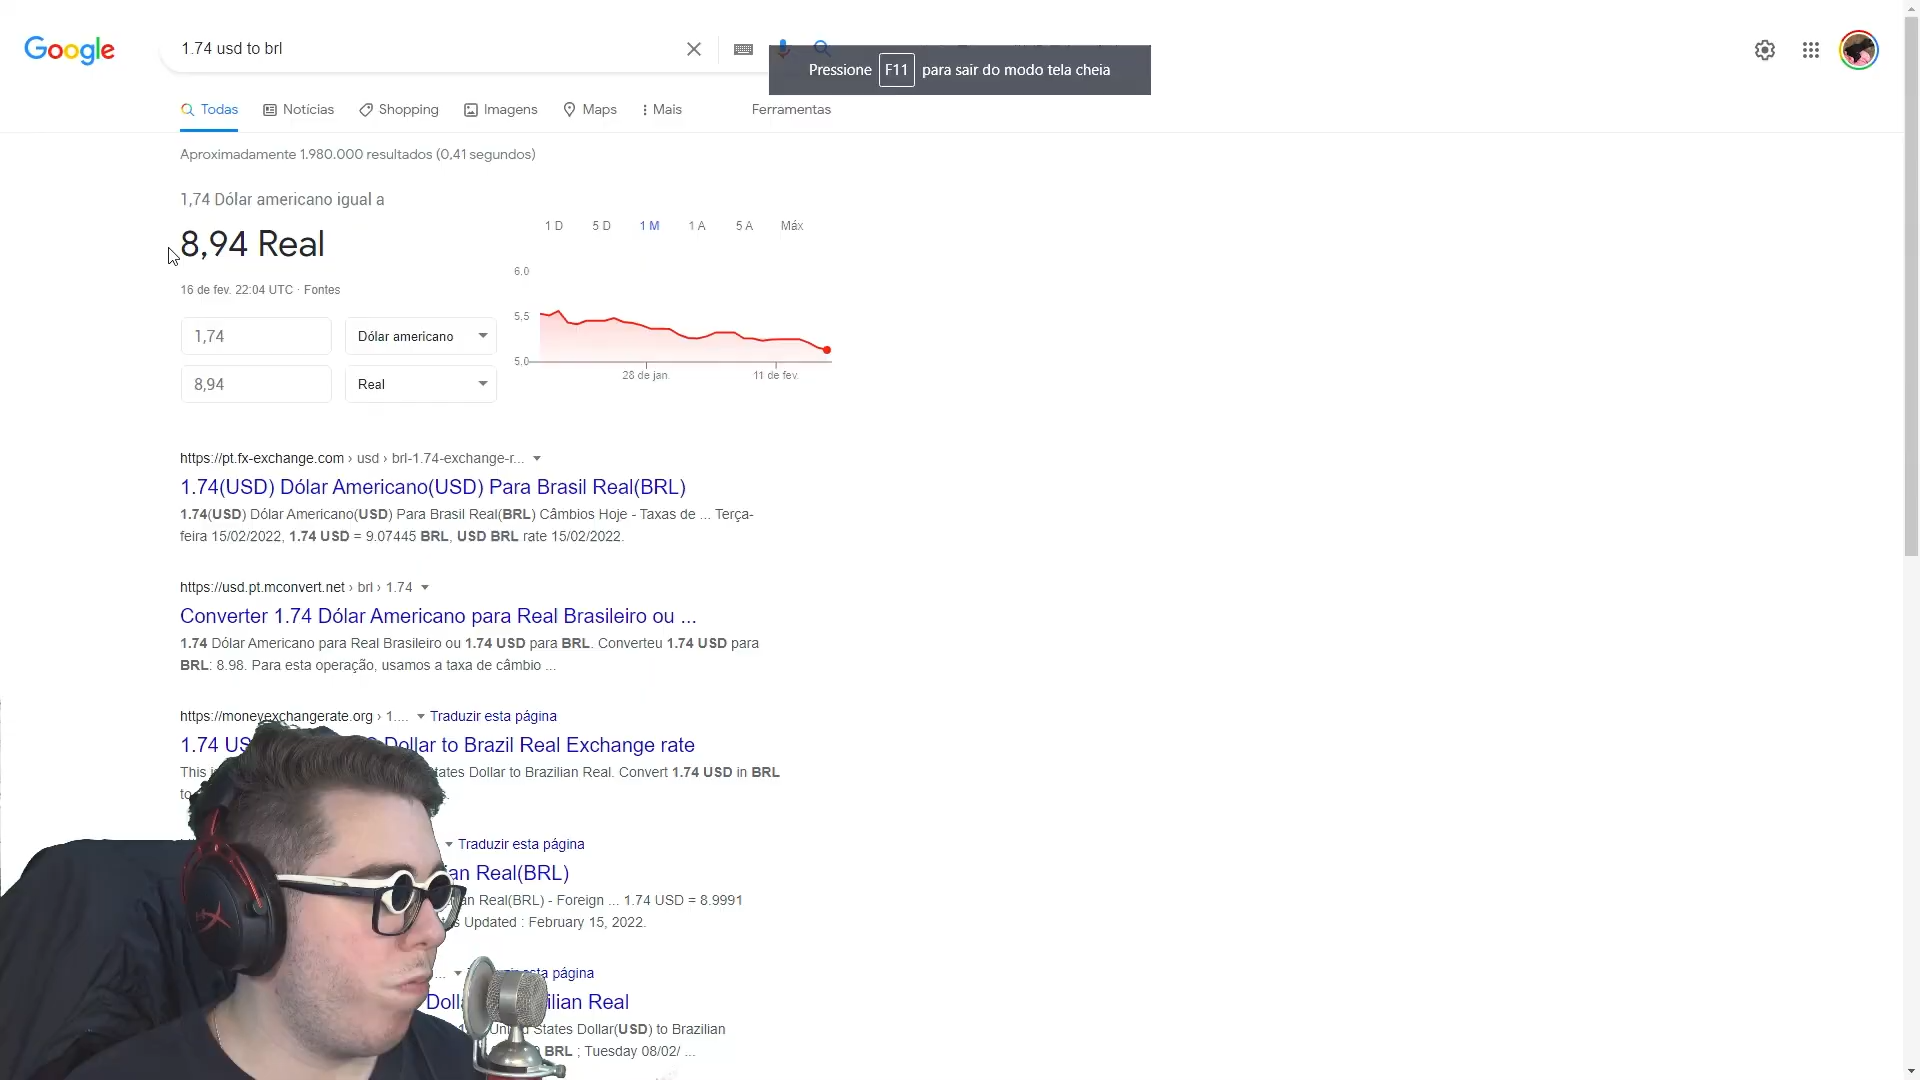 Google
1.74 usd to brl
Pressione F11 para sair do modo tela cheia
Todas
Notícias
Shopping
Imagens
Maps
Mais
Ferramentas
Aproximadamente 1.980.000 resultados (0,41 segundos)
1,74 Dólar americano igual a
8,94 Real
16 de fev. 22:04 UTC · Fontes
1,74 Dólar americano
8,94 Real
1 D 5 D 1 M 1 A 5 A Máx
6.0
5,5
5.0
28 de jan. 11 de fev.
https://pt.fx-exchange.com › usd › brl-1.74-exchange-r...
1.74(USD) Dólar Americano(USD) Para Brasil Real(BRL)
1.74(USD) Dólar Americano(USD) Para Brasil Real(BRL) Câmbios Hoje - Taxas de ... Terça-
feira 15/02/2022, 1.74 USD = 9.07445 BRL, USD BRL rate 15/02/2022.
https://usd.pt.mconvert.net › brl › 1.74
Converter 1.74 Dólar Americano para Real Brasileiro ou ...
1.74 Dólar Americano para Real Brasileiro ou 1.74 USD para BRL. Converteu 1.74 USD para
BRL: 8.98. Para esta operação, usamos a taxa de câmbio ...
https://moneyexchangerate.org › 1.... Traduzir esta página
1.74 US Dollar to Brazil Real Exchange rate
This tates Dollar to Brazilian Real. Convert 1.74 USD in BRL
to
Traduzir esta página
an Real(BRL)
an Real(BRL) - Foreign ... 1.74 USD = 8.9991
s Updated : February 15, 2022.
... esta página
Dolla ilian Real
United States Dollar(USD) to Brazilian
BRL ; Tuesday 08/02/ ...